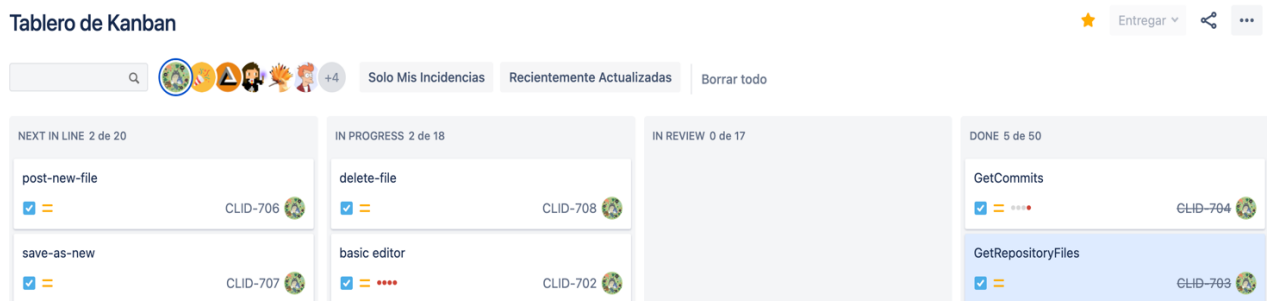 Tablero de Kanban
Entregar
+4
Solo Mis Incidencias
Recientemente Actualizadas
Borrar todo
NEXT IN LINE 2 de 20
IN PROGRESS 2 de 18
IN REVIEW 0 de 17
DONE 5 de 50
post-new-file
CLID-706
delete-file
CLID-708
GetCommits
CLID-704
save-as-new
CLID-707
basic editor
CLID-702
GetRepositoryFiles
CLID-703